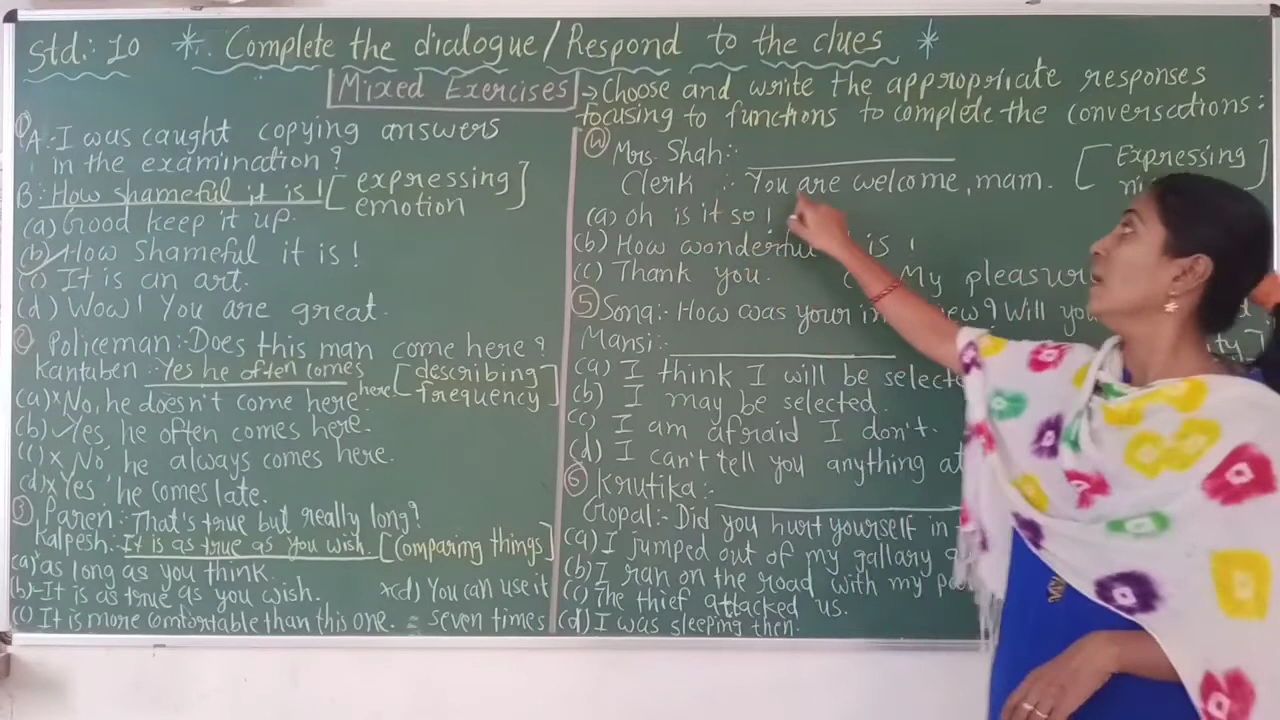 Std.: 10 * Complete the dialogue/Respond to the clues *
Mixed Exercises
①A:- I was caught copying answers
in the examination?
B: How shameful it is! [expressing
emotion]
(a) Good keep it up.
(b) How Shameful it is!
(c) It is an art.
(d) Wow! You are great.
② Policeman:- Does this man come here?
Kantaben :- Yes he often comes
here [describing
frequency]
(a)x No, he doesn't come here.
(b) Yes, he often comes here.
(c)x No, he always comes here.
(d)x Yes, he comes late.
③ Paren:- That's true but really long?
Kalpesh:- It is as true as you wish. [Comparing things]
(a)x as long as you think.
(b)- It is as true as you wish. x(d) You can use it
(c) It is more comfortable than this one. = seven times
→ Choose and write the appropriate responses
focusing to functions to complete the conversations:
④ Mrs. Shah:- [Expressing
Clerk :- You are welcome, mam.
(a) Oh is it so!
(b) How wonderful is !
(c) Thank you. My pleasur
⑤ Sona:- How was your in iew? Will you
Mansi:-
(a) I think I will be selecte
(b) I may be selected.
(c) I am afraid I don't.
(d) I can't tell you anything at
⑥ Krutika:-
Gopal:- Did you hurt yourself in
(a) I jumped out of my gallary
(b) I ran on the road with my
(c) The thief attacked us.
(d) I was sleeping then.